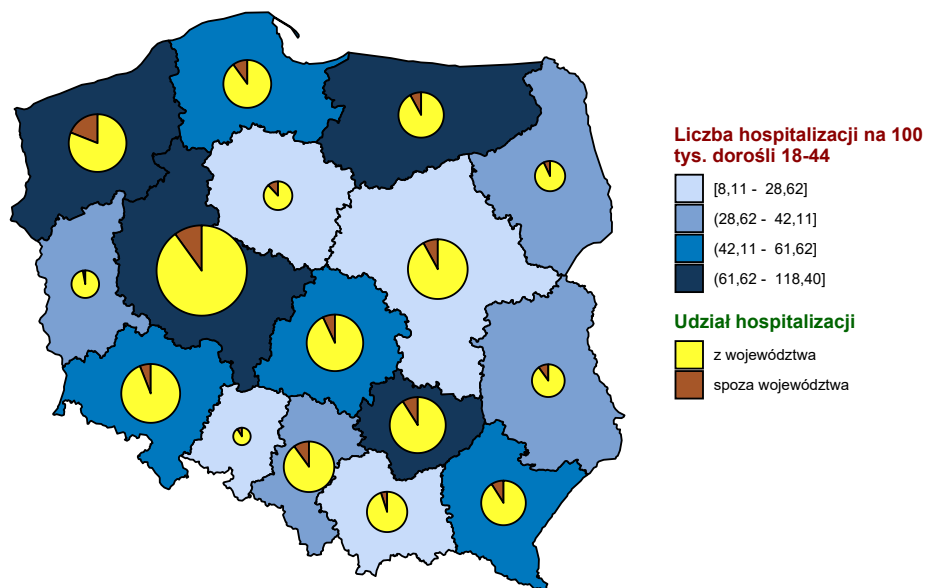 Liczba hospitalizacji na 100
tys. dorośli 18-44
[8,11 - 28,62]
(28,62 - 42,11]
(42,11 - 61,62]
(61,62 - 118,40]
Udział hospitalizacji
z województwa
spoza województwa